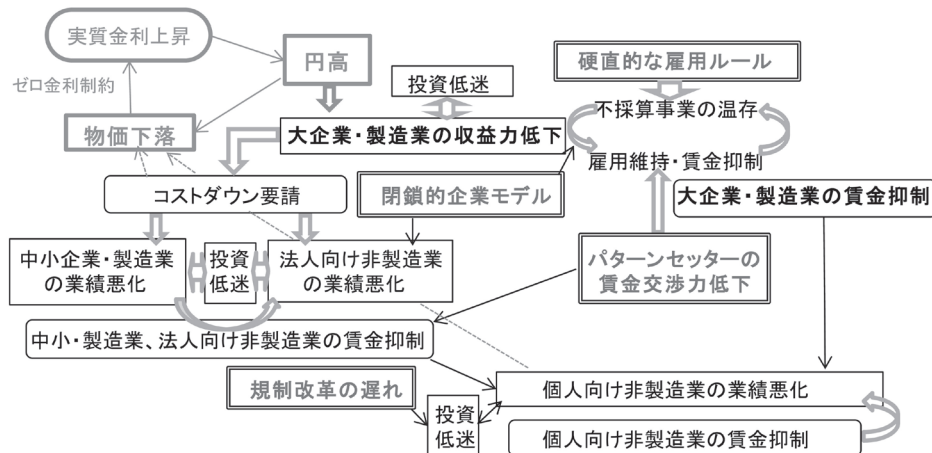 実質金利上昇
円高
硬直的な雇用ルール
ゼロ金利制約
投資低迷
不採算事業の温存
物価下落
大企業・製造業の収益力低下
雇用維持・賃金抑制
コストダウン要請
閉鎖的企業モデル
大企業・製造業の賃金抑制
中小企業・製造業
の業績悪化
投資
低迷
法人向け非製造業
の業績悪化
パターンセッターの
賃金交渉力低下
中小・製造業、法人向け非製造業の賃金抑制
規制改革の遅れ
投資
低迷
個人向け非製造業の業績悪化
個人向け非製造業の賃金抑制